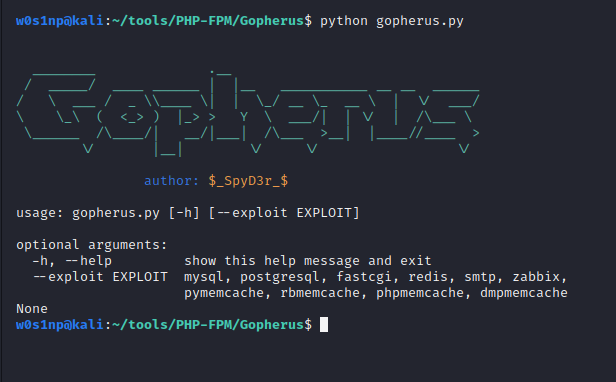 w0s1np@kali:~/tools/PHP-FPM/Gopherus$ python gopherus.py
Gopherus
author: $_SpyD3r_$
usage: gopherus.py [-h] [--exploit EXPLOIT]
optional arguments:
-h, --help show this help message and exit
--exploit EXPLOIT mysql, postgresql, fastcgi, redis, smtp, zabbix,
pymemcache, rbmemcache, phpmemcache, dmpmemcache
None
w0s1np@kali:~/tools/PHP-FPM/Gopherus$